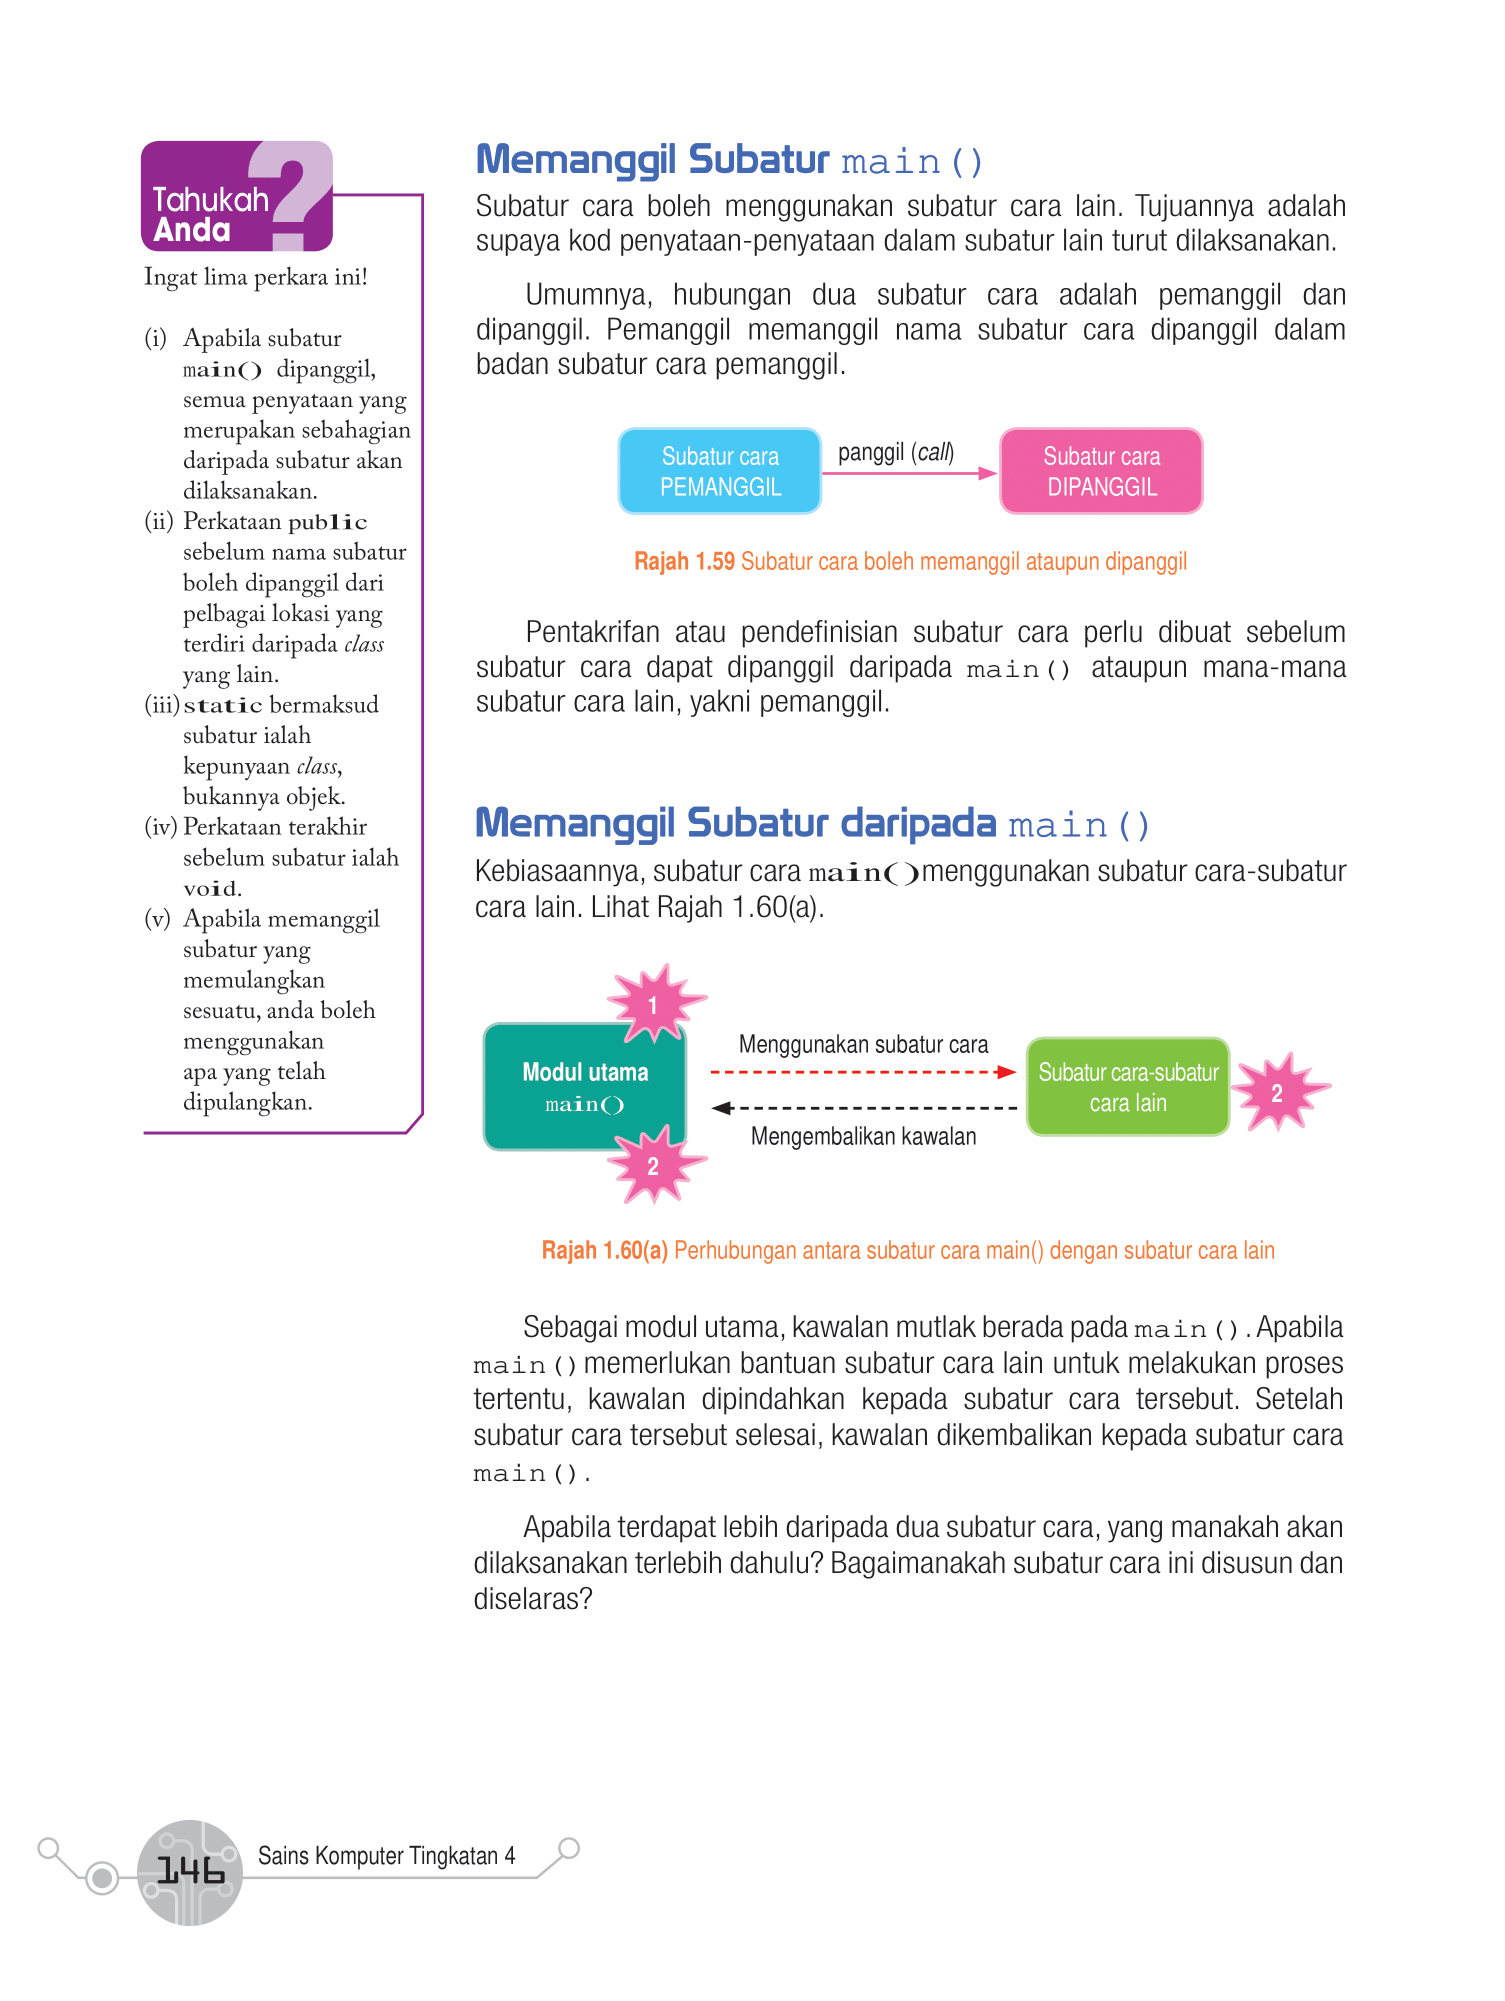 Tahukah
Anda
Ingat lima perkara ini!
(i) Apabila subatur
main() dipanggil,
semua penyataan yang
merupakan sebahagian
daripada subatur akan
dilaksanakan.
(ii) Perkataan public
sebelum nama subatur
boleh dipanggil dari
pelbagai lokasi yang
terdiri daripada class
yang lain.
(iii) static bermaksud
subatur ialah
kepunyaan class,
bukannya objek.
(iv) Perkataan terakhir
sebelum subatur ialah
void.
(v) Apabila memanggil
subatur yang
memulangkan
sesuatu, anda boleh
menggunakan
apa yang telah
dipulangkan.
Memanggil Subatur main()
Subatur cara boleh menggunakan subatur cara lain. Tujuannya adalah
supaya kod penyataan-penyataan dalam subatur lain turut dilaksanakan.
Umumnya, hubungan dua subatur cara adalah pemanggil dan
dipanggil. Pemanggil memanggil nama subatur cara dipanggil dalam
badan subatur cara pemanggil.
Subatur cara
PEMANGGIL
panggil (call)
Subatur cara
DIPANGGIL
Rajah 1.59 Subatur cara boleh memanggil ataupun dipanggil
Pentakrifan atau pendefinisian subatur cara perlu dibuat sebelum
subatur cara dapat dipanggil daripada main() ataupun mana-mana
subatur cara lain, yakni pemanggil.
Memanggil Subatur daripada main()
Kebiasaannya, subatur cara main()menggunakan subatur cara-subatur
cara lain. Lihat Rajah 1.60(a).
1
Modul utama
main()
2
Menggunakan subatur cara
Mengembalikan kawalan
Subatur cara-subatur
cara lain
2
Rajah 1.60(a) Perhubungan antara subatur cara main() dengan subatur cara lain
Sebagai modul utama, kawalan mutlak berada pada main(). Apabila
main() memerlukan bantuan subatur cara lain untuk melakukan proses
tertentu, kawalan dipindahkan kepada subatur cara tersebut. Setelah
subatur cara tersebut selesai, kawalan dikembalikan kepada subatur cara
main().
Apabila terdapat lebih daripada dua subatur cara, yang manakah akan
dilaksanakan terlebih dahulu? Bagaimanakah subatur cara ini disusun dan
diselaras?
146
Sains Komputer Tingkatan 4